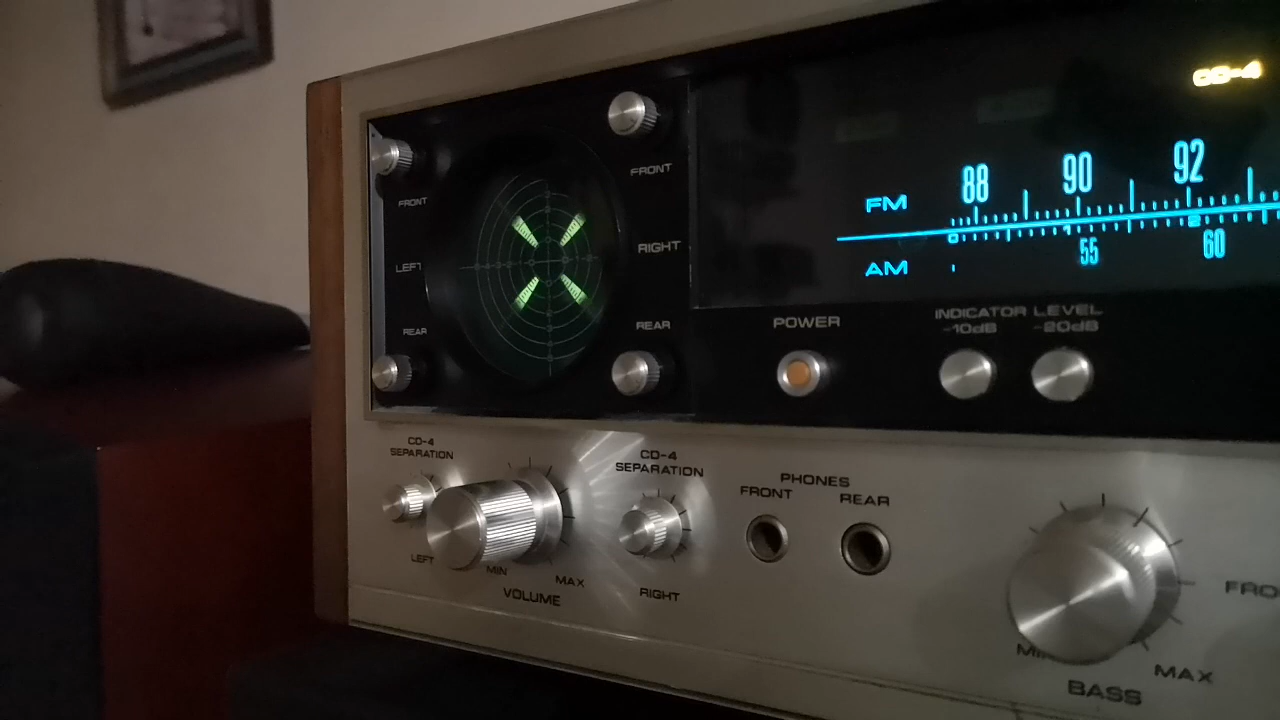 CD-4
88 90 92
FM
55 60
AM
FRONT
FRONT
LEFT
RIGHT
REAR
REAR
POWER
INDICATOR LEVEL
-10dB -20dB
CD-4
SEPARATION
LEFT
MIN MAX
VOLUME
CD-4
SEPARATION
RIGHT
PHONES
FRONT REAR
MAX
BASS